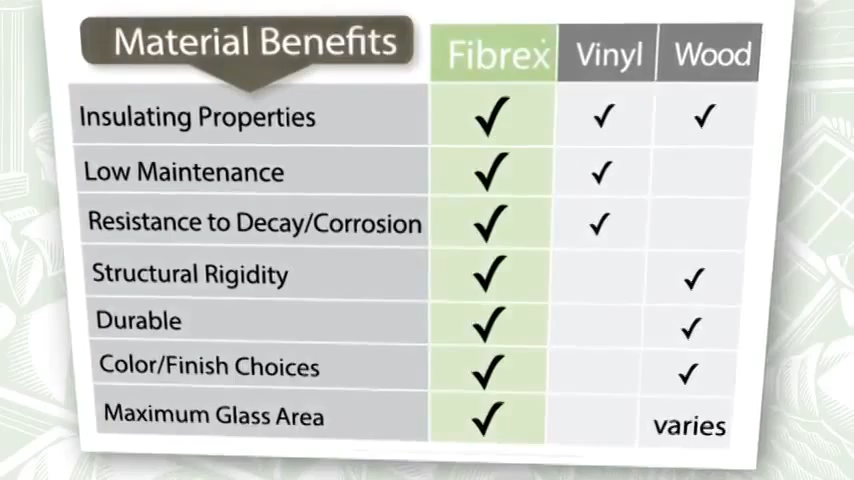 Material Benefits Fibrex Vinyl Wood
Insulating Properties ✓ ✓ ✓
Low Maintenance ✓ ✓
Resistance to Decay/Corrosion ✓ ✓
Structural Rigidity ✓ ✓
Durable ✓ ✓
Color/Finish Choices ✓ ✓
Maximum Glass Area ✓ varies